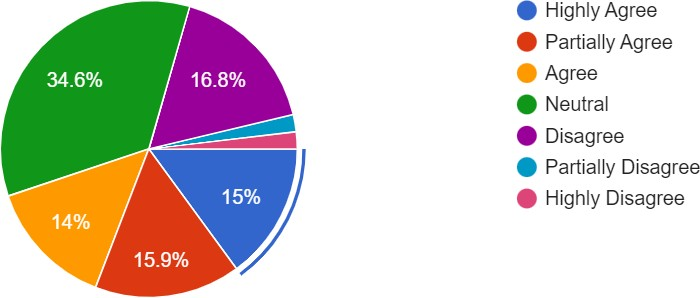 34.6%
16.8%
15%
14%
15.9%
Highly Agree
Partially Agree
Agree
Neutral
Disagree
Partially Disagree
Highly Disagree